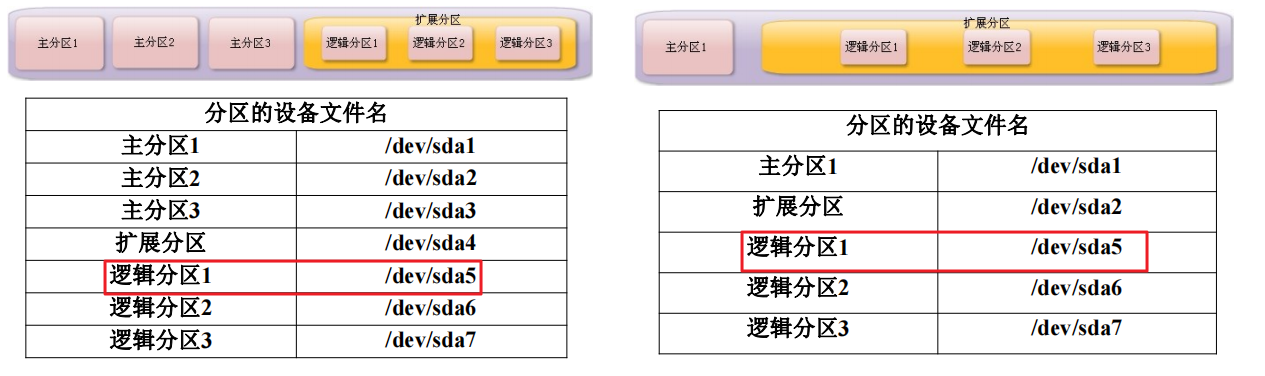 扩展分区
主分区1 主分区2 主分区3 逻辑分区1 逻辑分区2 逻辑分区3
分区的设备文件名
主分区1 /dev/sda1
主分区2 /dev/sda2
主分区3 /dev/sda3
扩展分区 /dev/sda4
逻辑分区1 /dev/sda5
逻辑分区2 /dev/sda6
逻辑分区3 /dev/sda7
扩展分区
主分区1 逻辑分区1 逻辑分区2 逻辑分区3
分区的设备文件名
主分区1 /dev/sda1
扩展分区 /dev/sda2
逻辑分区1 /dev/sda5
逻辑分区2 /dev/sda6
逻辑分区3 /dev/sda7